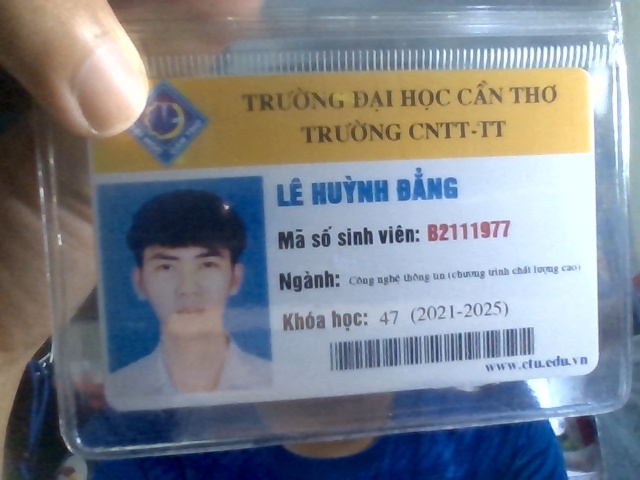 TRƯỜNG ĐẠI HỌC CẦN THƠ
TRƯỜNG CNTT-TT
LÊ HUỲNH ĐẲNG
Mã số sinh viên: B2111977
Ngành: Công nghệ thông tin (chương trình chất lượng cao)
Khóa học: 47 (2021-2025)
www.ctu.edu.vn